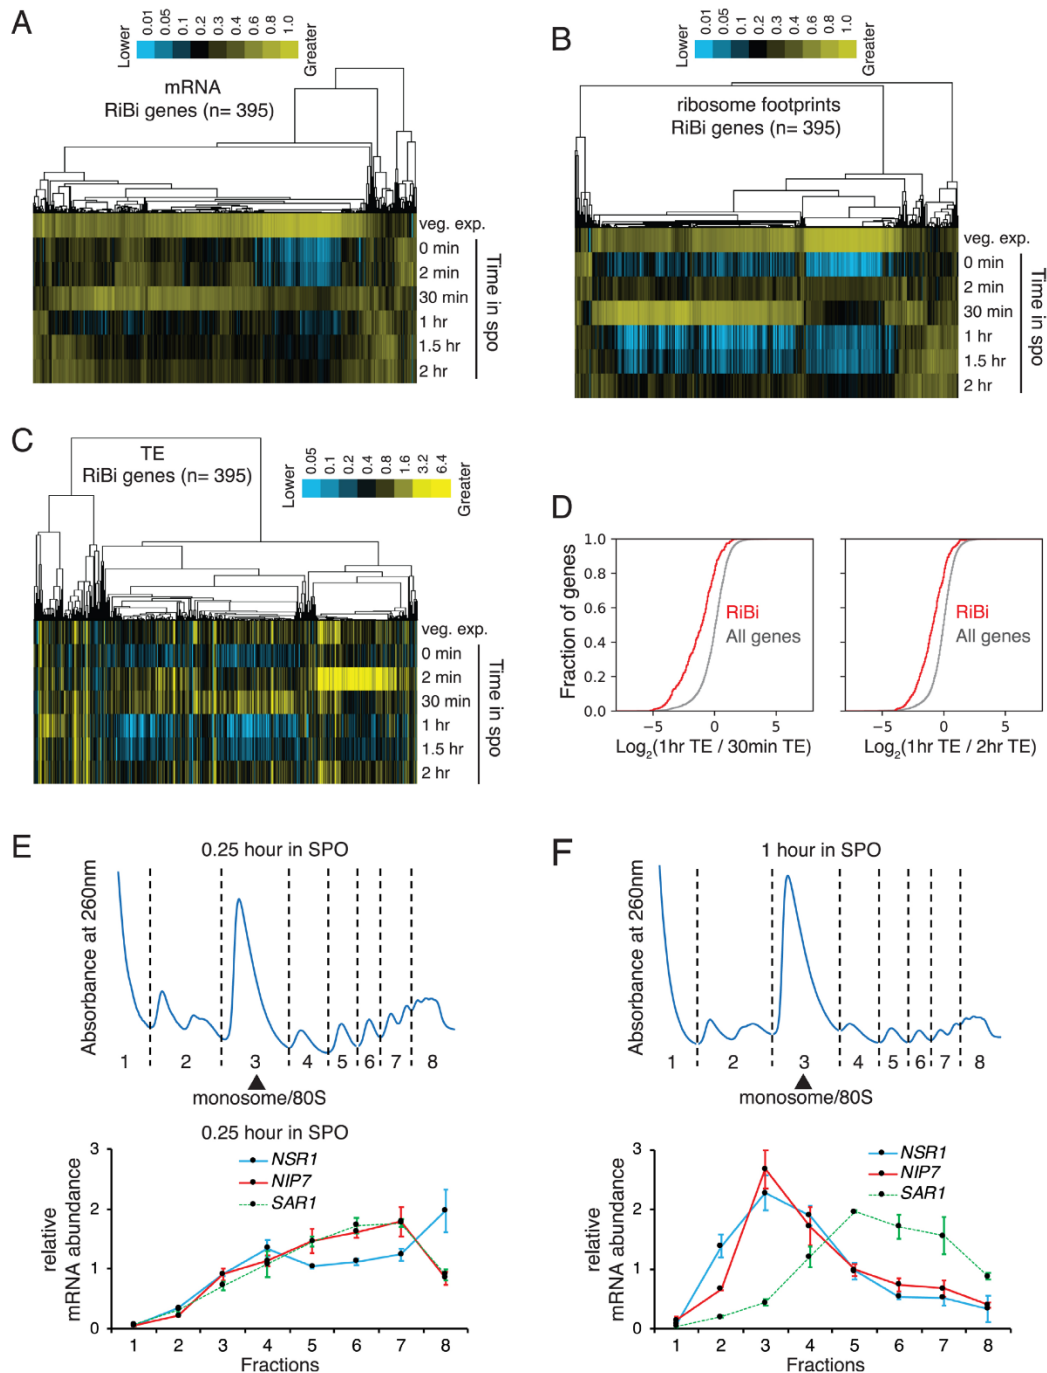 A
Lower
0.01
0.05
0.1
0.2
0.3
0.4
0.6
0.8
1.0
Greater
mRNA
RiBi genes (n= 395)
veg. exp.
0 min
2 min
30 min
1 hr
1.5 hr
2 hr
Time in spo
B
Lower
0.01
0.05
0.1
0.2
0.3
0.4
0.6
0.8
1.0
Greater
ribosome footprints
RiBi genes (n= 395)
veg. exp.
0 min
2 min
30 min
1 hr
1.5 hr
2 hr
Time in spo
C
TE
RiBi genes (n= 395)
Lower
0.05
0.1
0.2
0.4
0.8
1.6
3.2
6.4
Greater
veg. exp.
0 min
2 min
30 min
1 hr
1.5 hr
2 hr
Time in spo
D
Fraction of genes
1.0
0.8
0.6
0.4
0.2
0.0
RiBi
All genes
−5 0 5
Log2(1hr TE / 30min TE)
RiBi
All genes
−5 0 5
Log2(1hr TE / 2hr TE)
E
0.25 hour in SPO
Absorbance at 260nm
1 2 3 4 5 6 7 8
monosome/80S
0.25 hour in SPO
relative
mRNA abundance
3
2
1
0
NSR1
NIP7
SAR1
1 2 3 4 5 6 7 8
Fractions
F
1 hour in SPO
Absorbance at 260nm
1 2 3 4 5 6 7 8
monosome/80S
relative
mRNA abundance
3
2
1
0
NSR1
NIP7
SAR1
1 2 3 4 5 6 7 8
Fractions